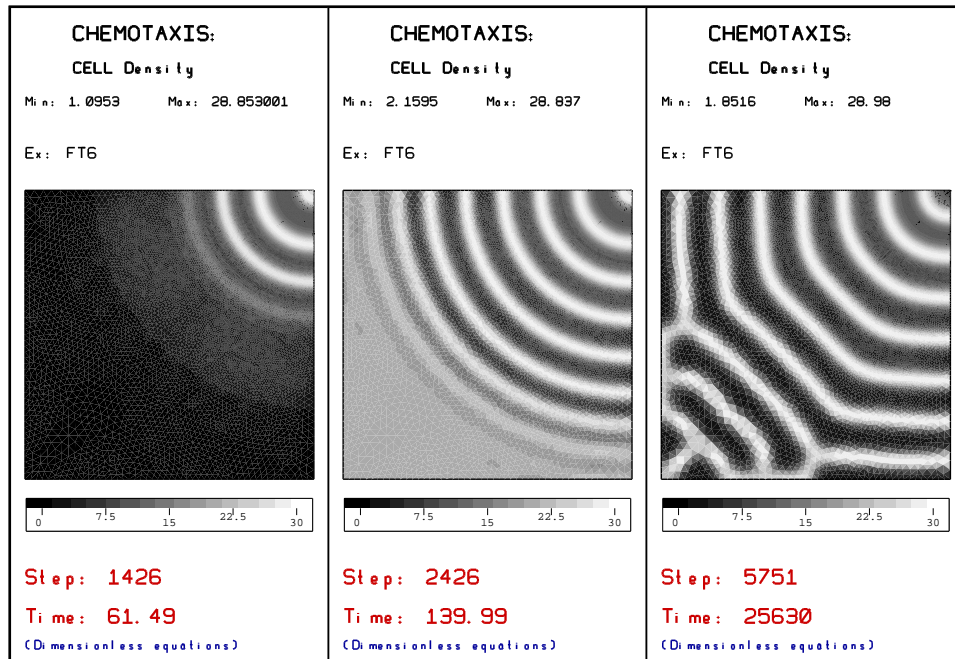 CHEMOTAXIS:
CELL Density
Min: 1.0953 Max: 28.853001
Ex: FT6
0 7.5 15 22.5 30
Step: 1426
Time: 61.49
(Dimensionless equations)
CHEMOTAXIS:
CELL Density
Min: 2.1595 Max: 28.837
Ex: FT6
0 7.5 15 22.5 30
Step: 2426
Time: 139.99
(Dimensionless equations)
CHEMOTAXIS:
CELL Density
Min: 1.8516 Max: 28.98
Ex: FT6
0 7.5 15 22.5 30
Step: 5751
Time: 25630
(Dimensionless equations)